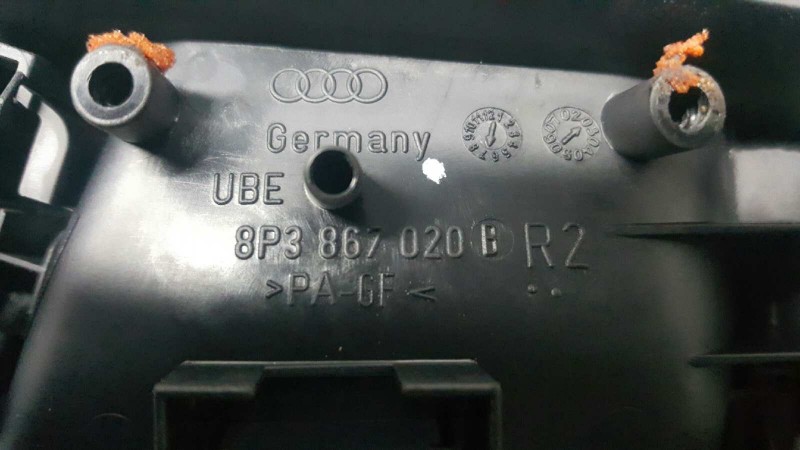 Germany
UBE
8P3 867 020 B R2
>PA-GF<